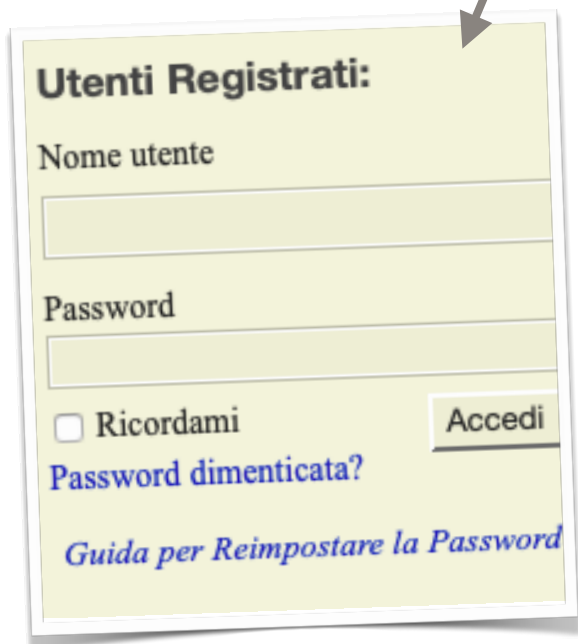 Utenti Registrati:
Nome utente
Password
Ricordami
Accedi
Password dimenticata?
Guida per Reimpostare la Password